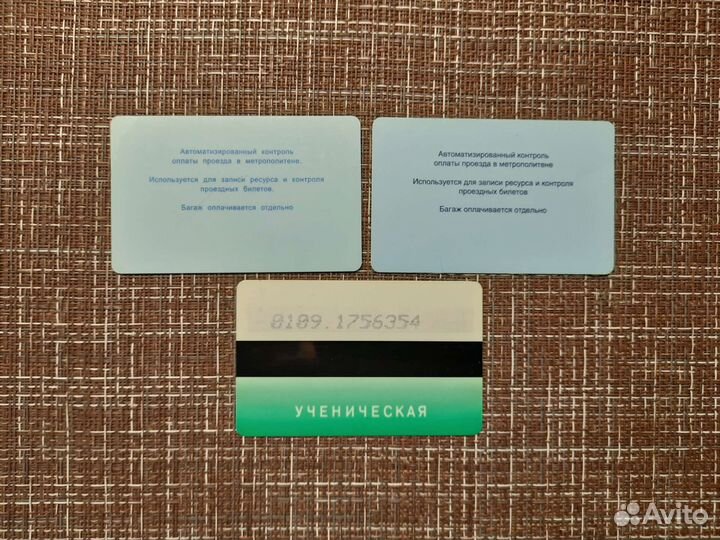 Автоматизированный контроль
оплаты проезда в метрополитене.
Используется для записи ресурса и контроля
проездных билетов.
Багаж оплачивается отдельно
Автоматизированный контроль
оплаты проезда в метрополитене
Используется для записи ресурса и контроля
проездных билетов
Багаж оплачивается отдельно
0109.1756354
УЧЕНИЧЕСКАЯ
Avito